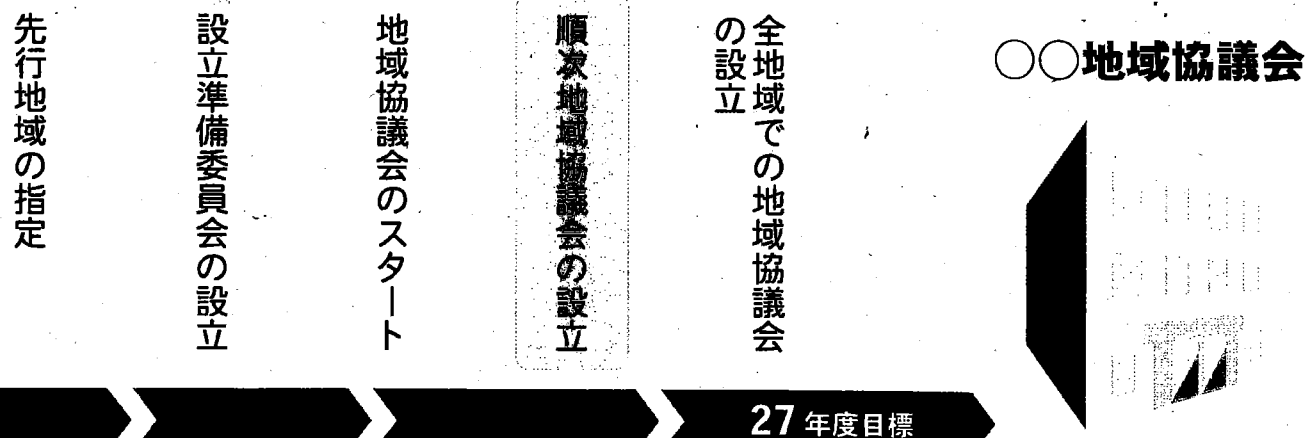 ○○地域協議会
先行地域の指定
設立準備委員会の設立
地域協議会のスタート
順次地域協議会の設立
全地域での地域協議会
の設立
27年度目標